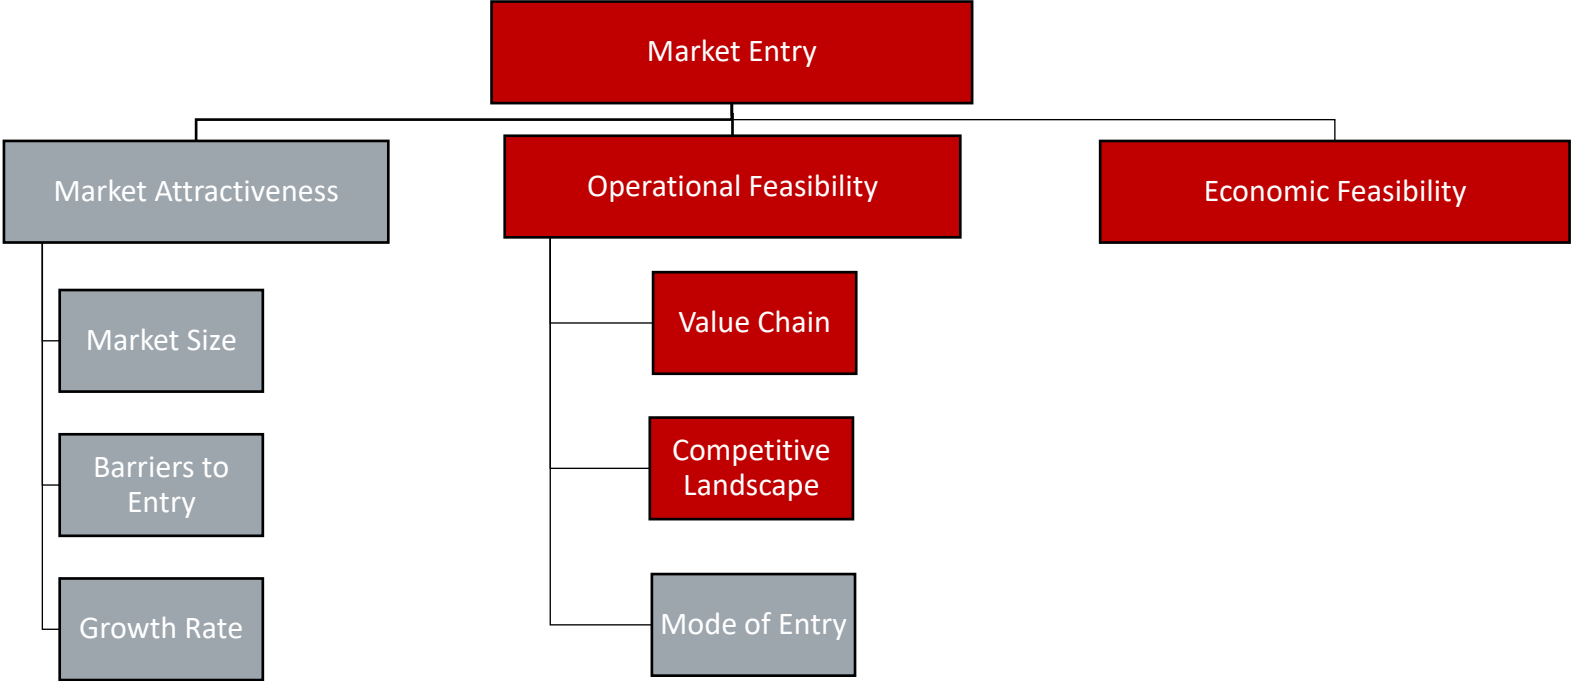 Market Entry
Market Attractiveness
Operational Feasibility
Economic Feasibility
Market Size
Barriers to
Entry
Growth Rate
Value Chain
Competitive
Landscape
Mode of Entry